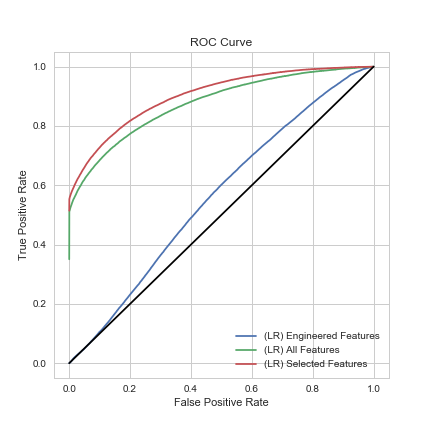 ROC Curve
True Positive Rate
1.0
0.8
0.6
0.4
0.2
0.0
(LR) Engineered Features
(LR) All Features
(LR) Selected Features
0.0 0.2 0.4 0.6 0.8 1.0
False Positive Rate